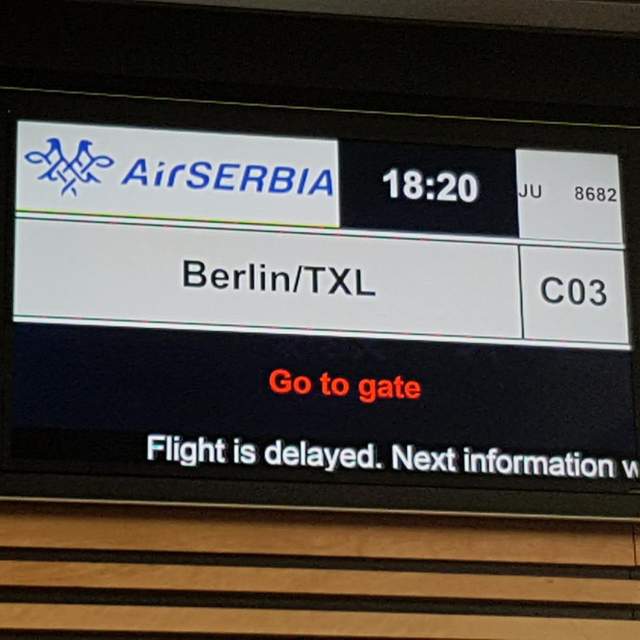 AirSERBIA 18:20 JU 8682
Berlin/TXL C03
Go to gate
Flight is delayed. Next information